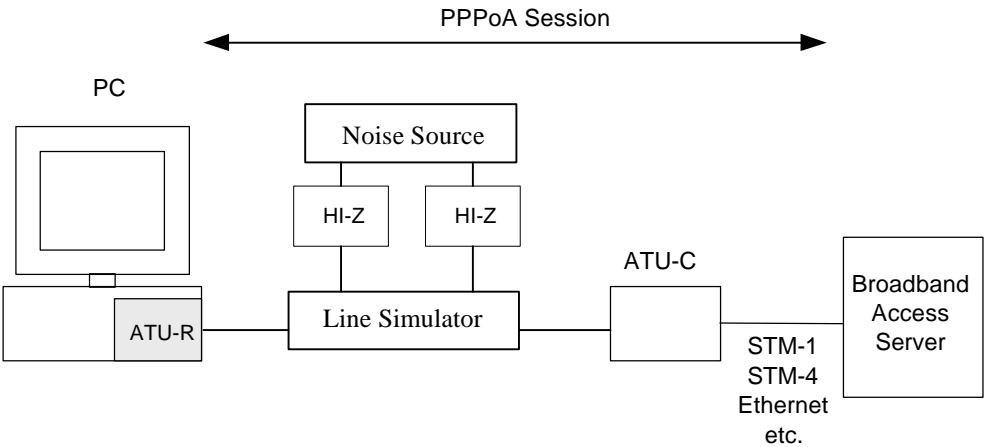 PPPoA Session
PC
Noise Source
HI-Z
HI-Z
ATU-C
Broadband
Access
Server
ATU-R
Line Simulator
STM-1
STM-4
Ethernet
etc.